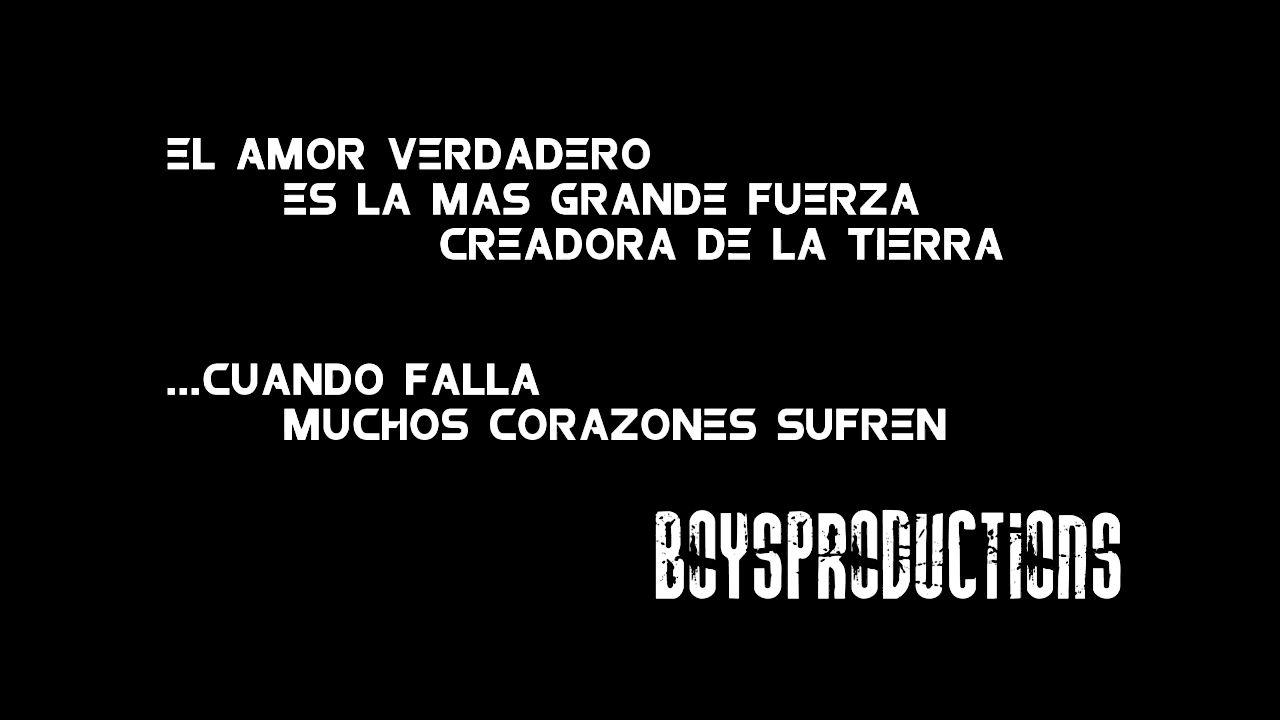 EL AMOR VERDADERO
ES LA MAS GRANDE FUERZA
CREADORA DE LA TIERRA
...CUANDO FALLA
MUCHOS CORAZONES SUFREN
BOYSPRODUCTiONS